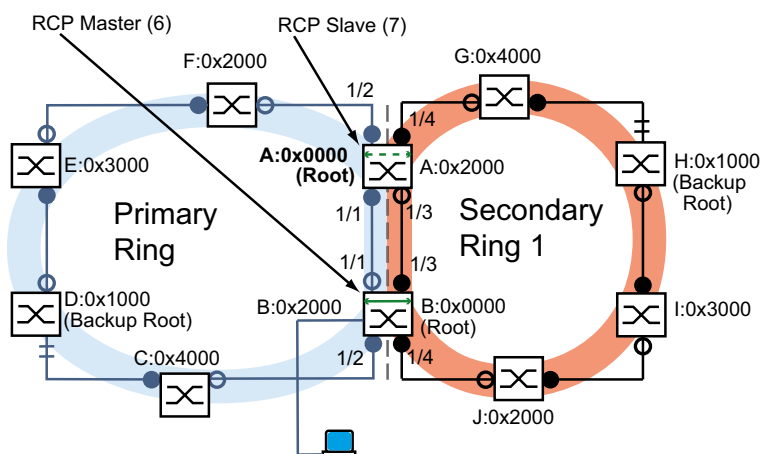 RCP Master (6)
RCP Slave (7)
F:0x2000
G:0x4000
1/2
1/4
E:0x3000
A:0x0000
(Root)
A:0x2000
H:0x1000
(Backup
Root)
Primary
Ring
1/1
1/3
Secondary
Ring 1
1/1
1/3
D:0x1000
(Backup Root)
B:0x2000
B:0x0000
(Root)
I:0x3000
C:0x4000
1/2
1/4
J:0x2000